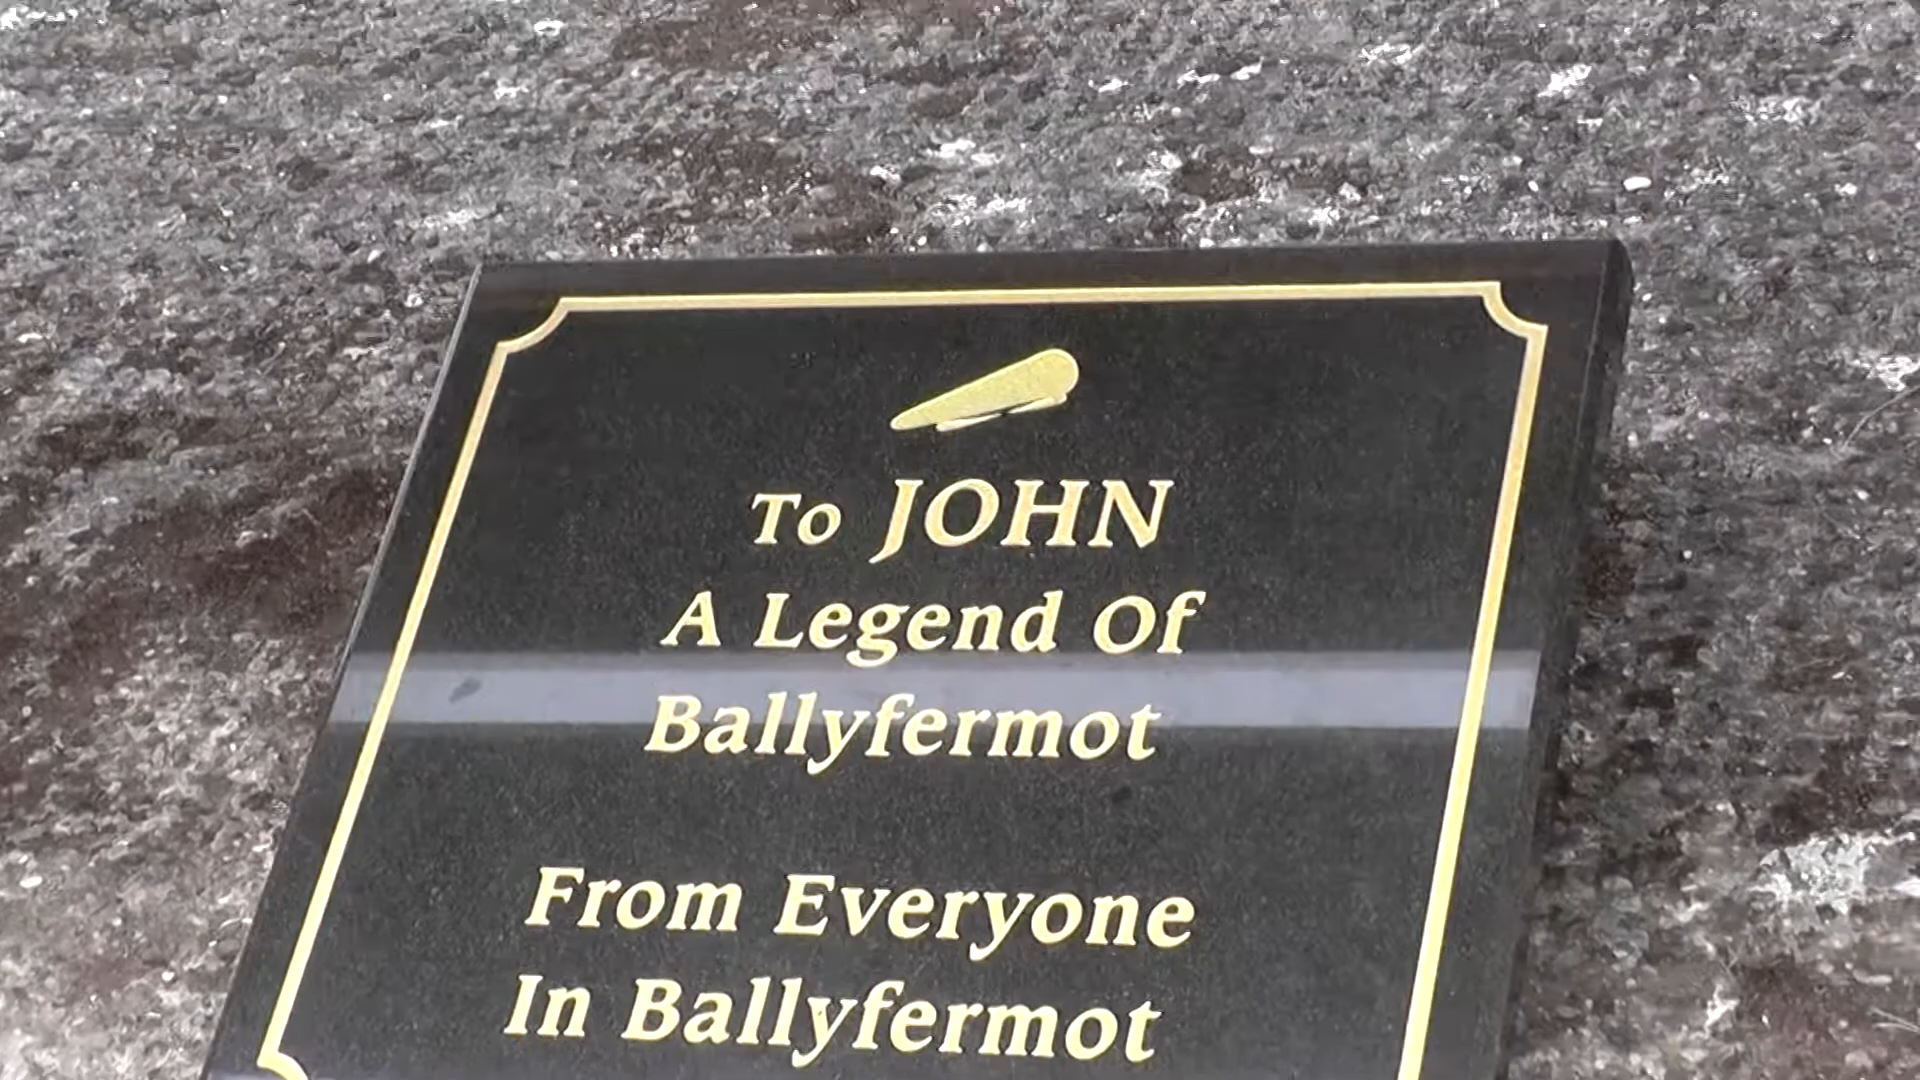 To JOHN
A Legend Of
Ballyfermot
From Everyone
In Ballyfermot